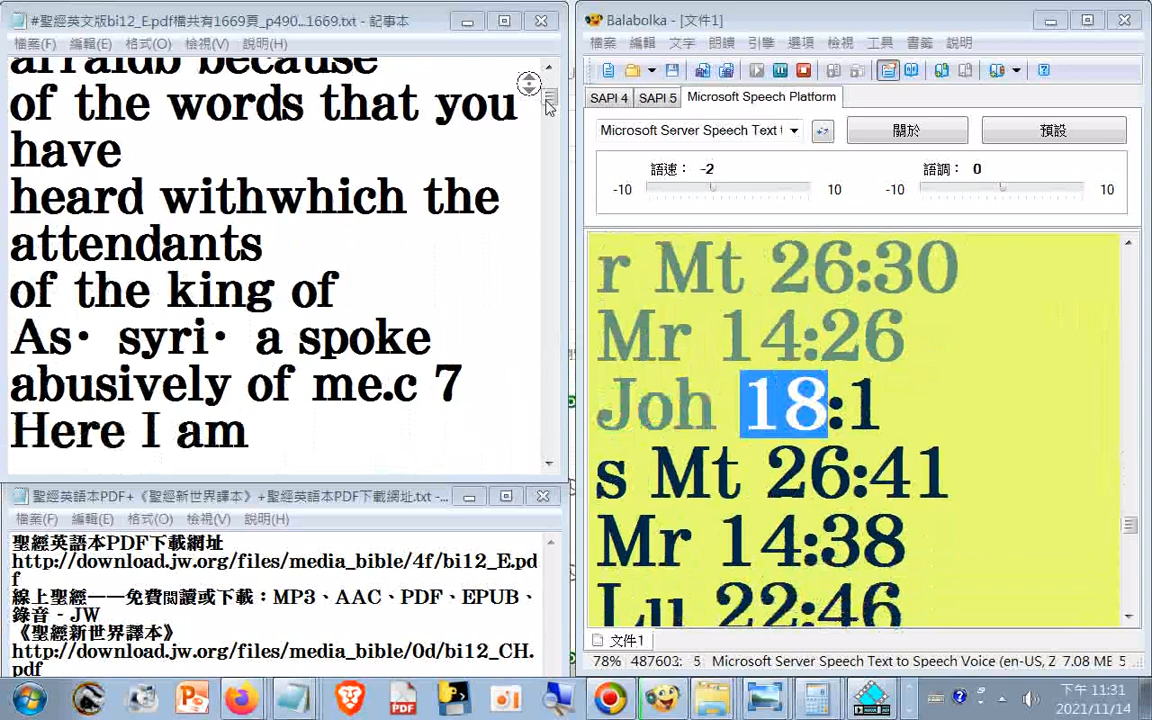 #聖經英文版bi12_E.pdf檔共有1669頁_p490...1669.txt - 記事本
檔案(F) 編輯(E) 格式(O) 檢視(V) 說明(H)
arraidb because
of the words that you
have
heard withwhich the
attendants
of the king of
As· syri· a spoke
abusively of me.c 7
Here I am
聖經英語本PDF+《聖經新世界譯本》+聖經英語本PDF下載網址.txt -...
檔案(F) 編輯(E) 格式(O) 檢視(V) 說明(H)
聖經英語本PDF下載網址
http://download.jw.org/files/media_bible/4f/bi12_E.pd
f
線上聖經——免費閱讀或下載：MP3、AAC、PDF、EPUB、
錄音 - JW
《聖經新世界譯本》
http://download.jw.org/files/media_bible/0d/bi12_CH.
pdf
Balabolka - [文件1]
檔案 編輯 文字 朗讀 引擎 選項 檢視 工具 書籤 說明
SAPI 4 SAPI 5 Microsoft Speech Platform
Microsoft Server Speech Text 關於 預設
語速： -2 語調： 0
-10 10 -10 10
r Mt 26:30
Mr 14:26
Joh 18:1
s Mt 26:41
Mr 14:38
Lu 22:46
文件1
78% 487603: 5 Microsoft Server Speech Text to Speech Voice (en-US, Z 7.08 MB 5
PDF
下午 11:31
2021/11/14